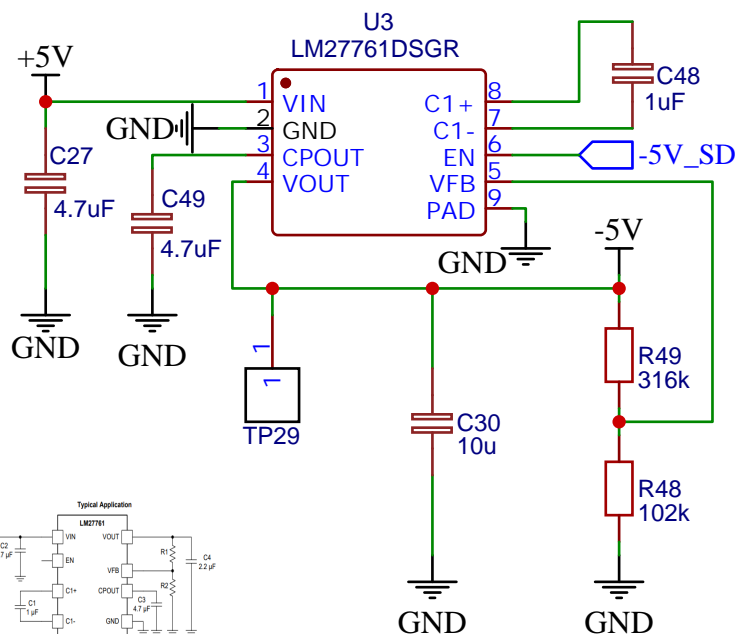 U3
LM27761DSGR
+5V
1
VIN
2
GND
GND
3
CPOUT
4
VOUT
8
C1+
7
C1-
6
EN
5
VFB
9
PAD
C48
1uF
-5V_SD
C27
4.7uF
C49
4.7uF
GND
GND
GND
-5V
R49
316k
1
1
TP29
C30
10u
R48
102k
GND
GND
Typical Application
LM27761
VIN
VOUT
C2
7 µF
EN
R1
C4
2.2 µF
VFB
R2
C1+
CPOUT
C3
4.7 µF
C1
1 µF
C1-
GND